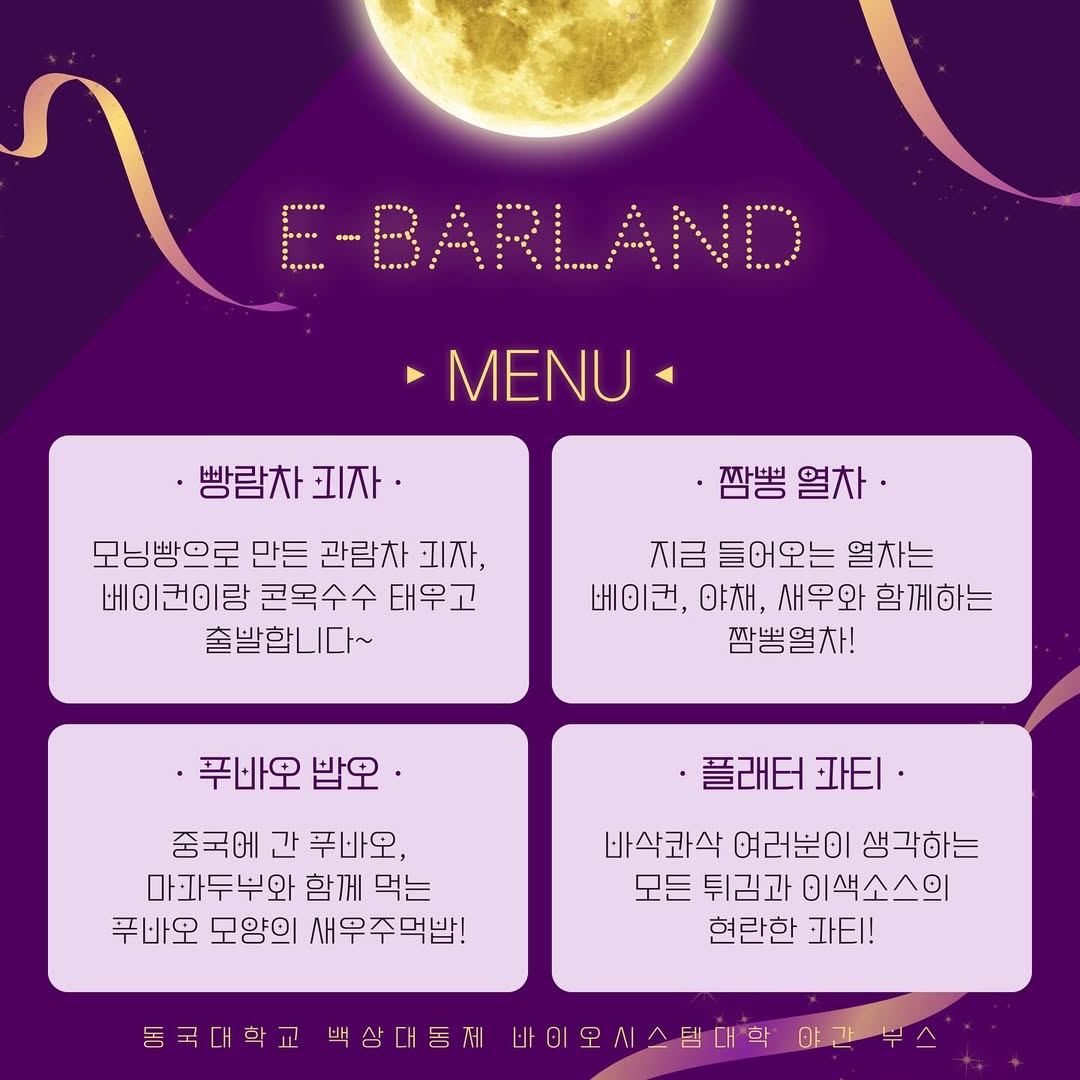 E-BARLAND
▸ MENU ◂
· 빵람차 피자 ·
모닝빵으로 만든 관람차 피자,
베이컨이랑 콘옥수수 태우고
출발합니다~
· 짬뽕 열차 ·
지금 들어오는 열차는
베이컨, 야채, 새우와 함께하는
짬뽕열차!
· 푸바오 밥오 ·
중국에 간 푸바오,
마파두부와 함께 먹는
푸바오 모양의 새우주먹밥!
· 플래터 파티 ·
바삭콰삭 여러분이 생각하는
모든 튀김과 이색소스의
현란한 파티!
동국대학교 백상대동제 바이오시스템대학 야간 부스